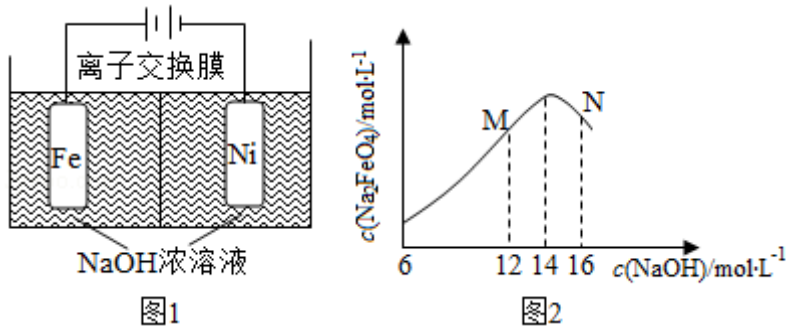 离子交换膜
Fe
Ni
NaOH浓溶液
图1
c(Na₂FeO₄)/mol·L⁻¹
M
N
6
12
14
16
c(NaOH)/mol·L⁻¹
图2